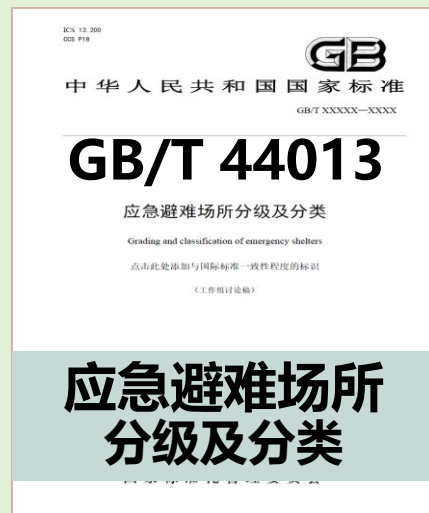 ICS 13.200
CCS P18
GB
中华人民共和国国家标准
GB/T XXXXX—XXXX
GB/T 44013
应急避难场所分级及分类
Grading and classification of emergency shelters
点击此处添加与国际标准一致性程度的标识
（工作组讨论稿）
应急避难场所
分级及分类